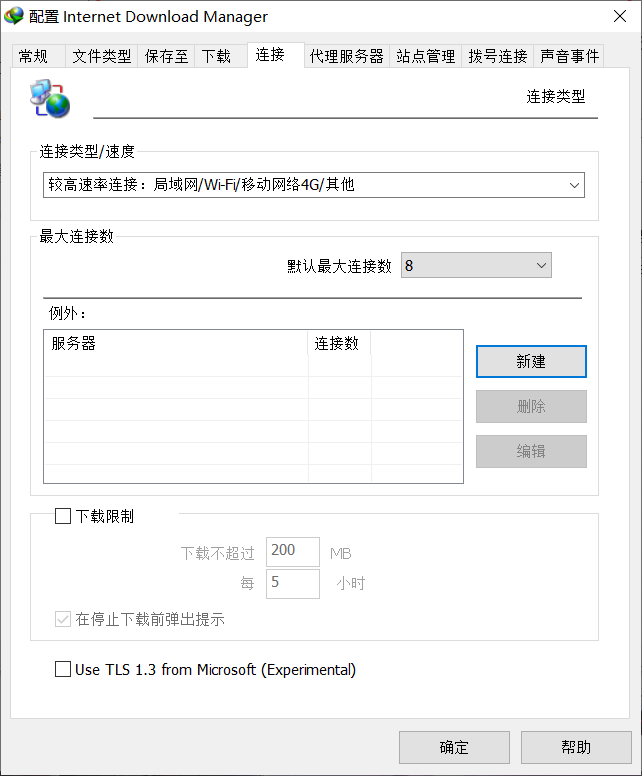 配置 Internet Download Manager
常规 文件类型 保存至 下载 连接 代理服务器 站点管理 拨号连接 声音事件
连接类型
连接类型/速度
较高速率连接：局域网/Wi-Fi/移动网络4G/其他
最大连接数
默认最大连接数 8
例外：
服务器 连接数
新建
删除
编辑
下载限制
下载不超过 200 MB
每 5 小时
在停止下载前弹出提示
Use TLS 1.3 from Microsoft (Experimental)
确定 帮助